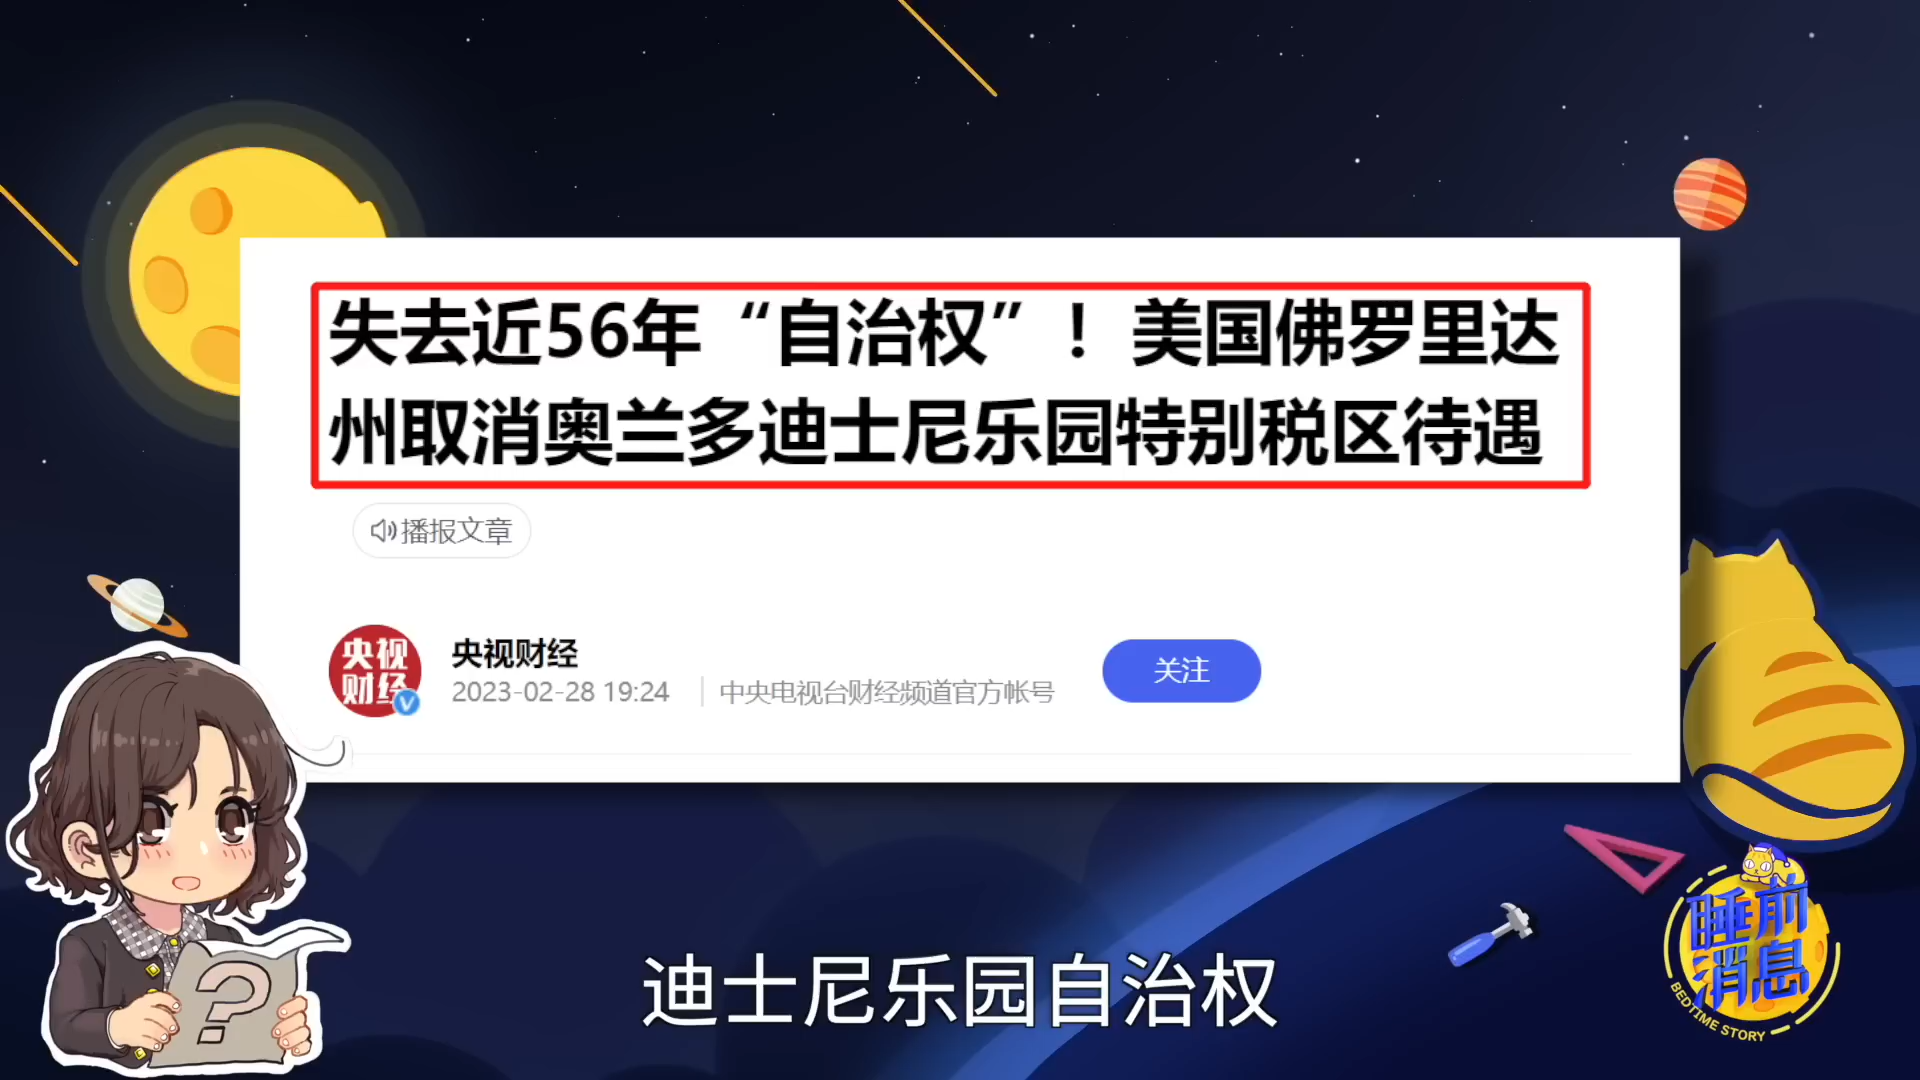 失去近56年“自治权”！美国佛罗里达
州取消奥兰多迪士尼乐园特别税区待遇
播报文章
央视
财经
央视财经
2023-02-28 19:24 | 中央电视台财经频道官方帐号
关注
?
睡前
消息
BEDTIME STORY
迪士尼乐园自治权